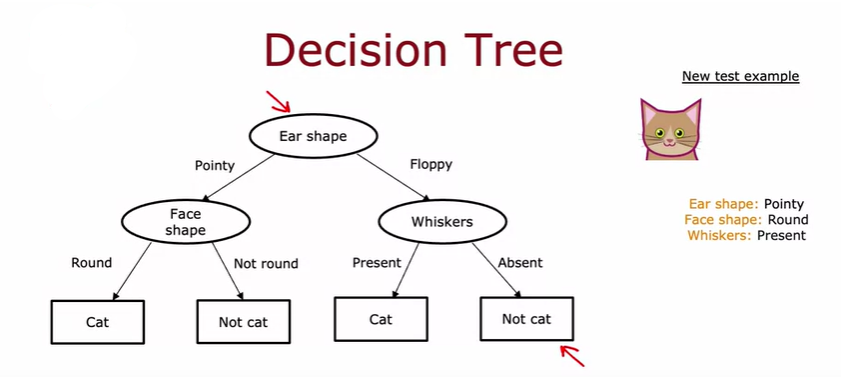 Decision Tree
New test example
Ear shape
Pointy
Floppy
Face
shape
Whiskers
Ear shape: Pointy
Face shape: Round
Whiskers: Present
Round
Not round
Present
Absent
Cat
Not cat
Cat
Not cat